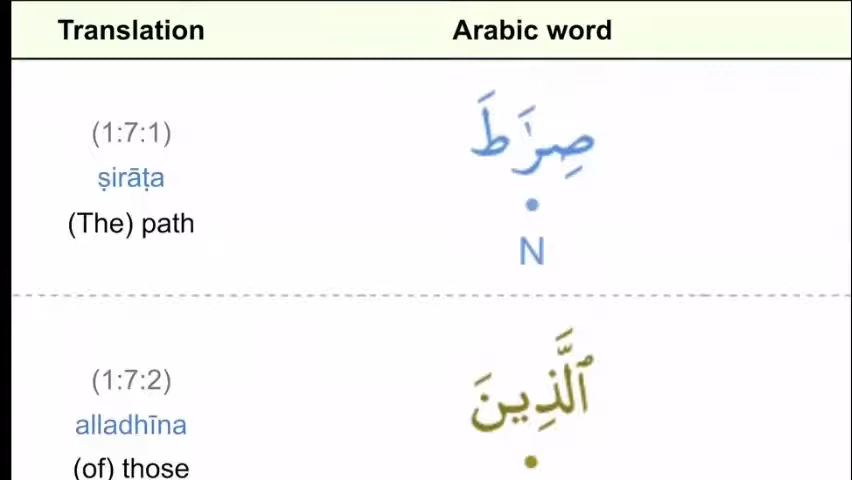 Translation Arabic word
(1:7:1)
ṣirāṭa
(The) path
صِرَٰطَ
N
(1:7:2)
alladhīna
(of) those
ٱلَّذِينَ